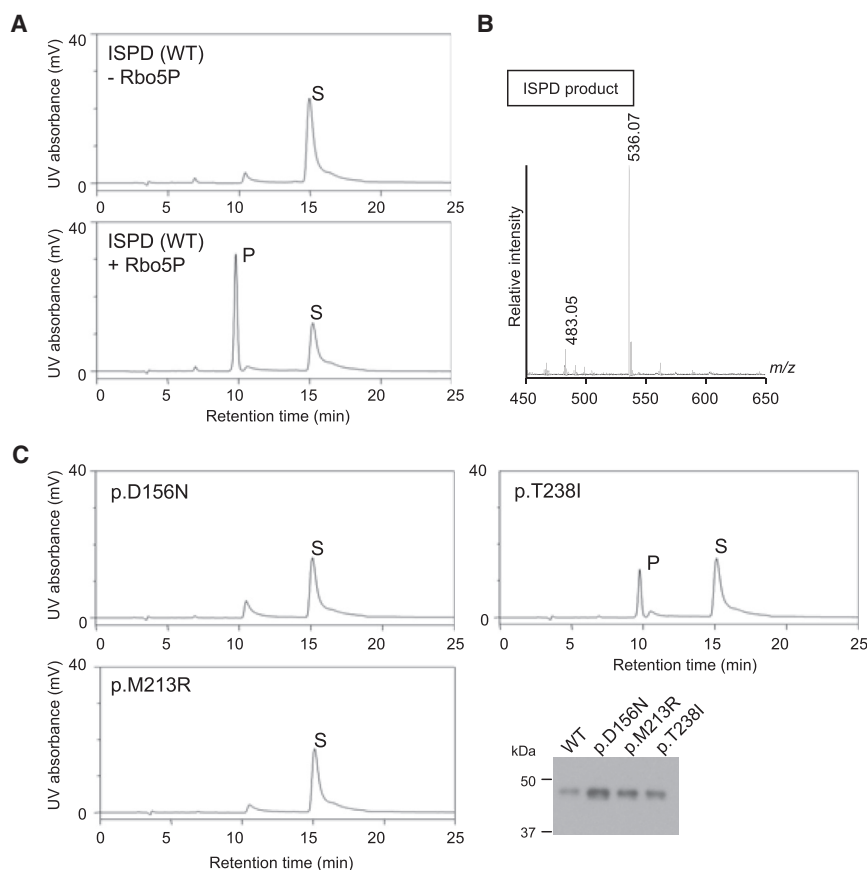 A
UV absorbance (mV)
40
0
ISPD (WT)
- Rbo5P
S
0 5 10 15 20 25
UV absorbance (mV)
40
0
ISPD (WT)
+ Rbo5P
P
S
0 5 10 15 20 25
Retention time (min)
B
ISPD product
Relative intensity
483.05
536.07
m/z
450 500 550 600 650
C
UV absorbance (mV)
40
0
p.D156N
S
0 5 10 15 20 25
40
0
p.T238I
P
S
0 5 10 15 20 25
Retention time (min)
UV absorbance (mV)
40
0
p.M213R
S
0 5 10 15 20 25
Retention time (min)
WT p.D156N p.M213R p.T238I
kDa
50
37